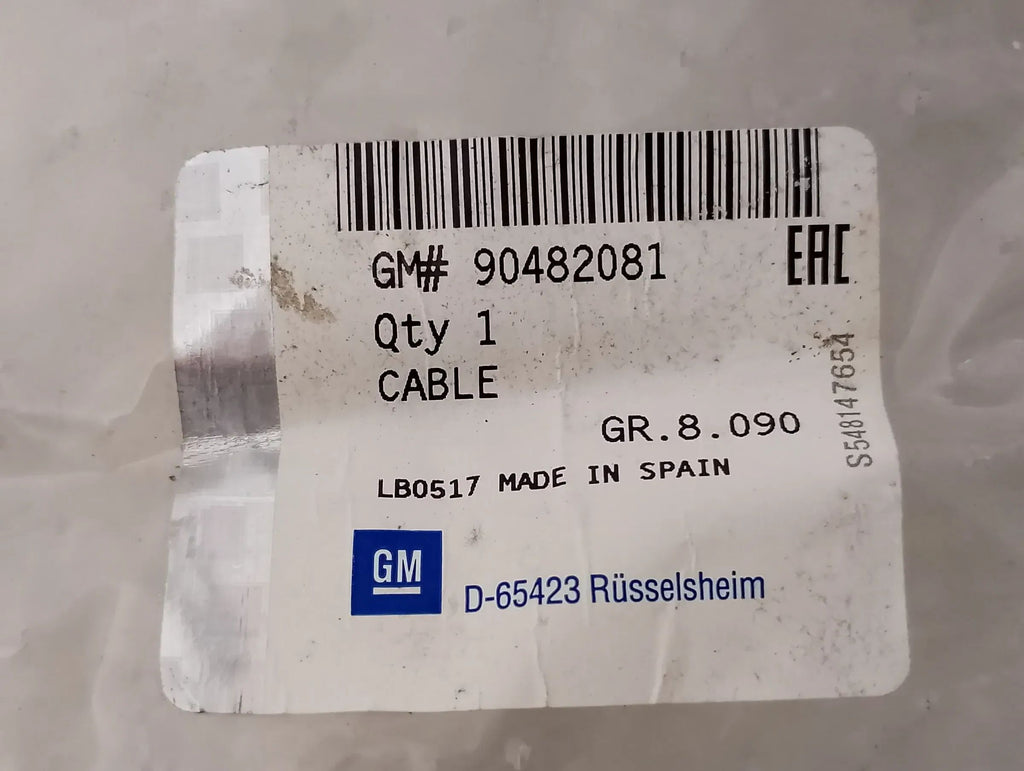 GM# 90482081
EAC
Qty 1
CABLE
GR.8.090
S548147654
LB0517 MADE IN SPAIN
GM
D-65423 Rüsselsheim